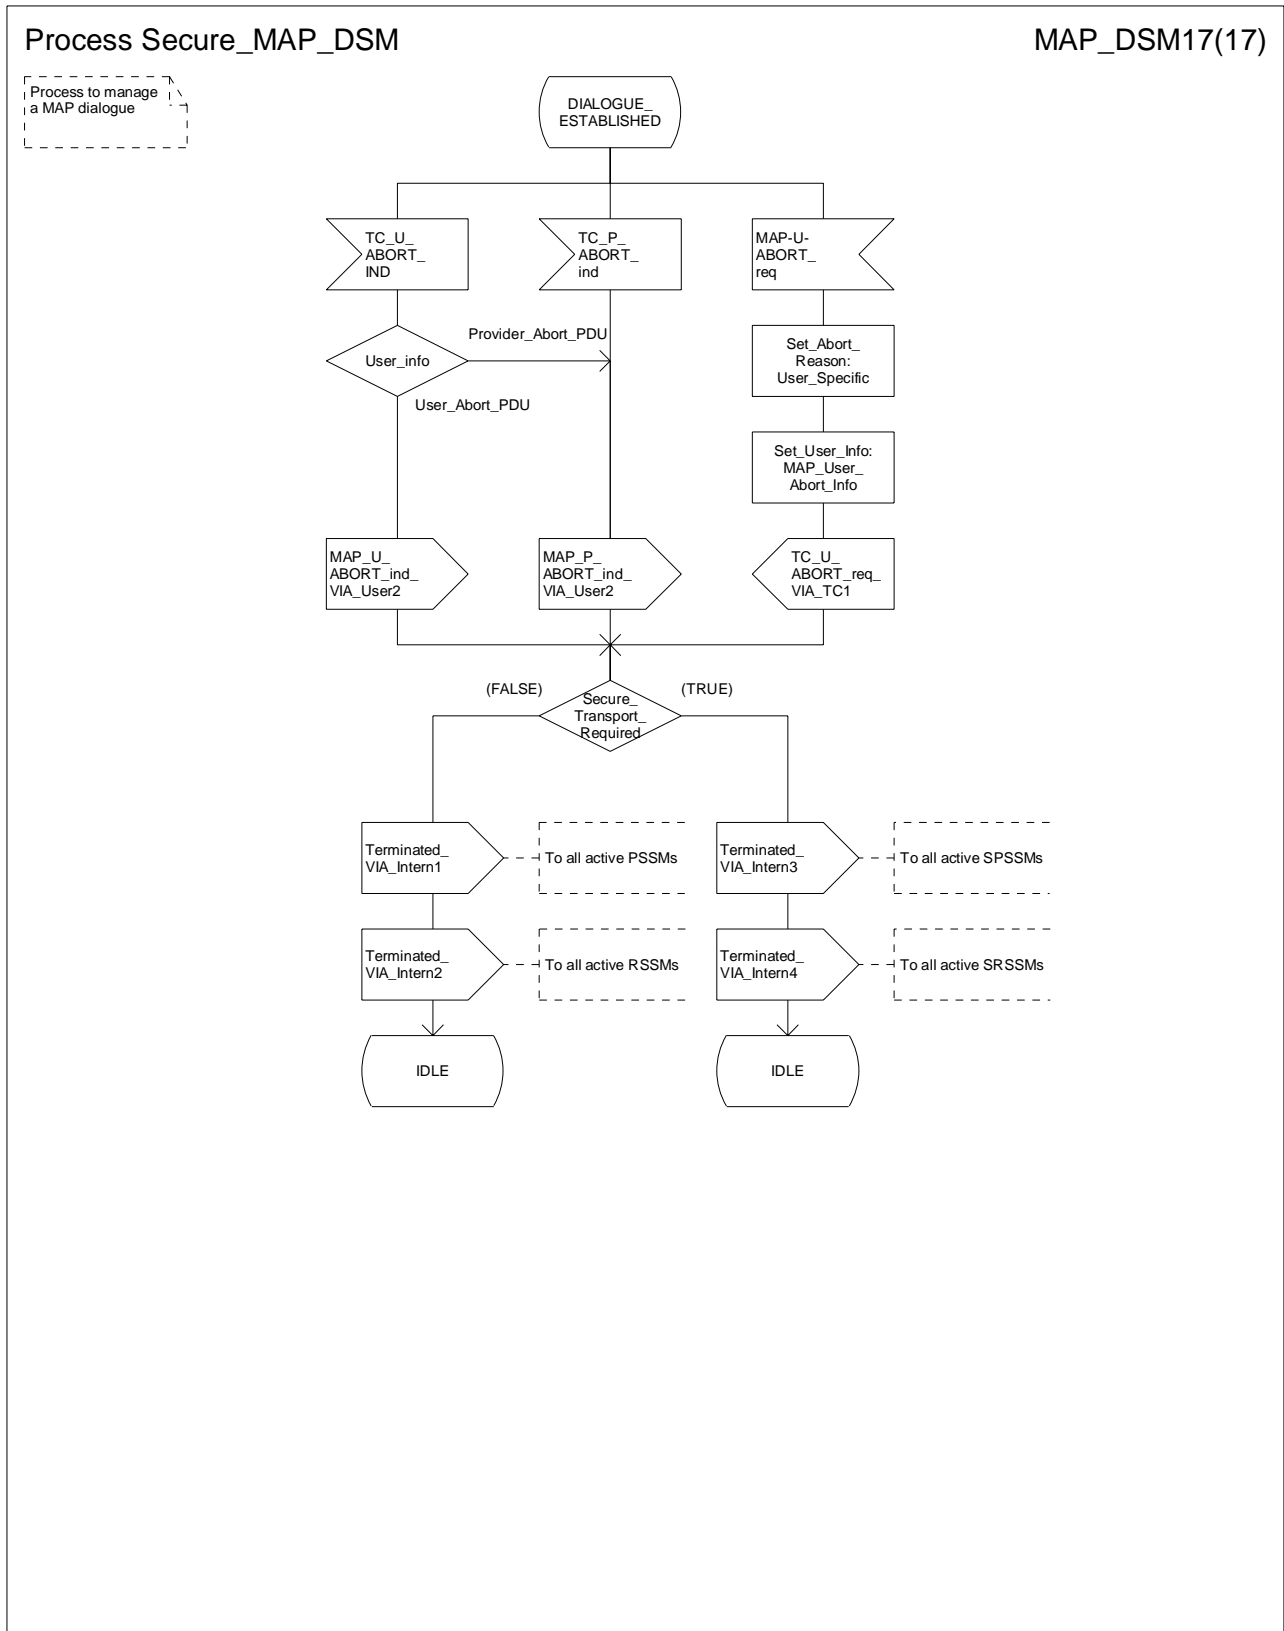 Process Secure_MAP_DSM
MAP_DSM17(17)
Process to manage
a MAP dialogue
DIALOGUE_
ESTABLISHED
TC_U_
ABORT_
IND
TC_P_
ABORT_
ind
MAP-U-
ABORT_
req
Provider_Abort_PDU
User_info
User_Abort_PDU
Set_Abort_
Reason:
User_Specific
Set_User_Info:
MAP_User_
Abort_Info
MAP_U_
ABORT_ind_
VIA_User2
MAP_P_
ABORT_ind_
VIA_User2
TC_U_
ABORT_req_
VIA_TC1
(FALSE)
(TRUE)
Secure_
Transport_
Required
Terminated_
VIA_Intern1
To all active PSSMs
Terminated_
VIA_Intern3
To all active SPSSMs
Terminated_
VIA_Intern2
To all active RSSMs
Terminated_
VIA_Intern4
To all active SRSSMs
IDLE
IDLE